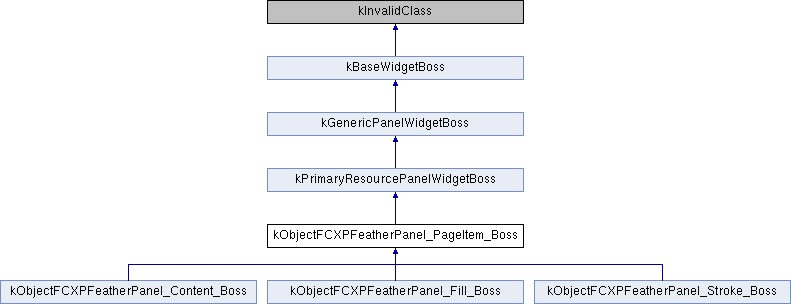 kInvalidClass
kBaseWidgetBoss
kGenericPanelWidgetBoss
kPrimaryResourcePanelWidgetBoss
kObjectFCXPFeatherPanel_PageItem_Boss
kObjectFCXPFeatherPanel_Content_Boss
kObjectFCXPFeatherPanel_Fill_Boss
kObjectFCXPFeatherPanel_Stroke_Boss